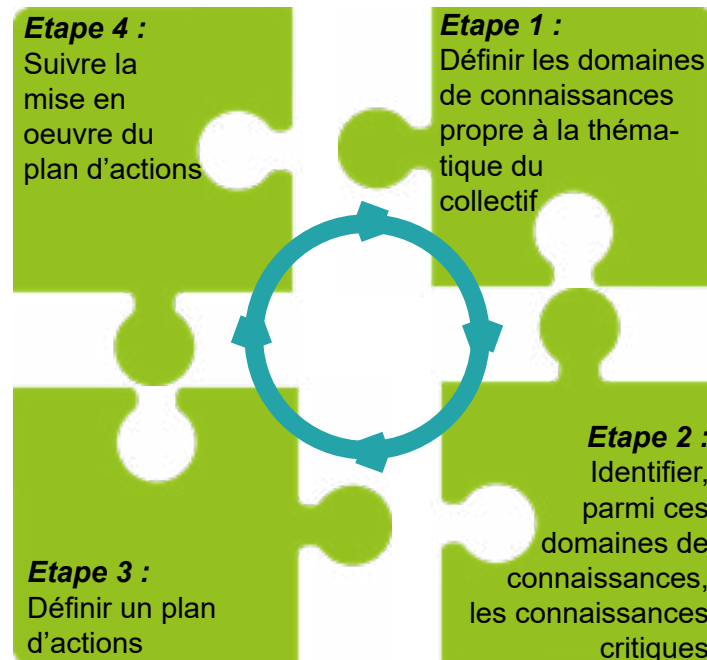 Etape 4 :
Suivre la
mise en
oeuvre du
plan d'actions
Etape 1 :
Définir les domaines
de connaissances
propre à la théma-
tique du
collectif
Etape 2 :
Identifier,
parmi ces
domaines de
connaissances,
les connaissances
critiques
Etape 3 :
Définir un plan
d'actions